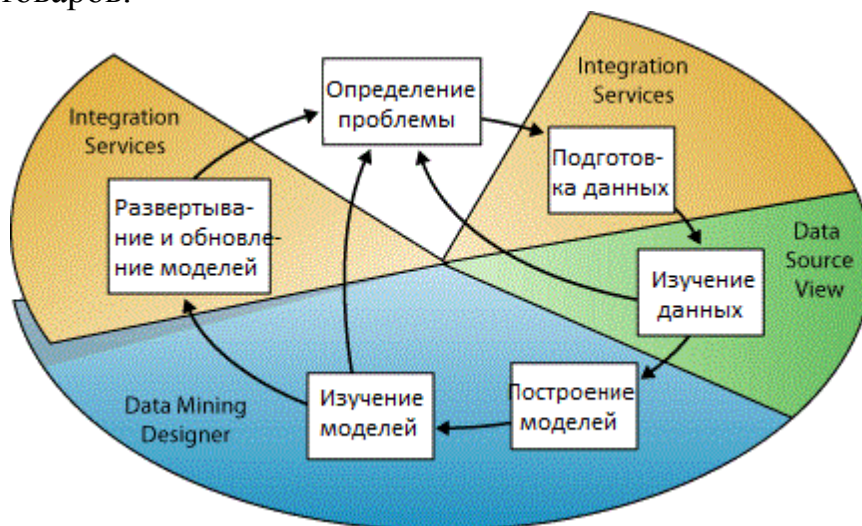 товаров.
Определение
проблемы
Integration
Services
Подготов-
ка данных
Data
Source
View
Изучение
данных
Построение
моделей
Изучение
моделей
Data Mining
Designer
Развертыва-
ние и обновле-
ние моделей
Integration
Services